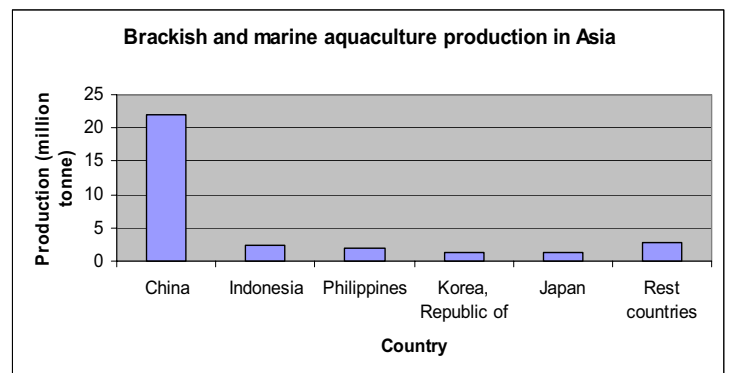 Brackish and marine aquaculture production in Asia
Production (million
tonne)
25
20
15
10
5
0
China
Indonesia
Philippines
Korea,
Republic of
Japan
Rest
countries
Country